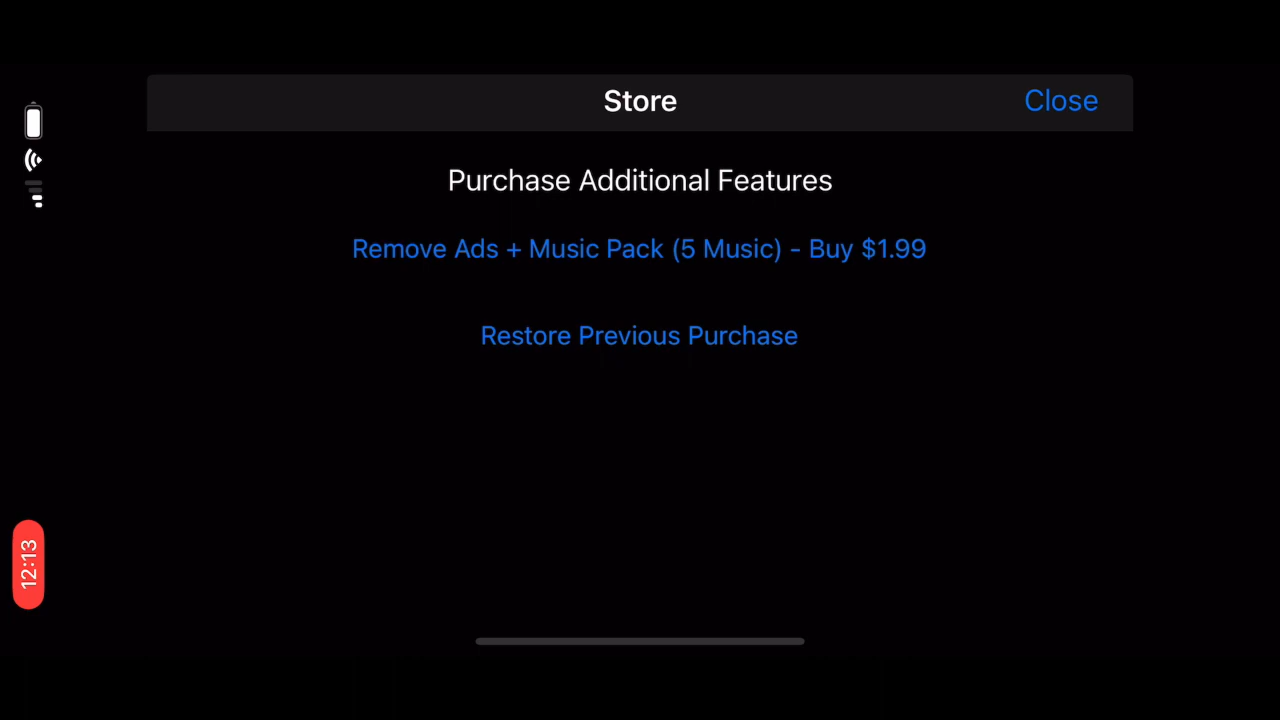 Store
Close
Purchase Additional Features
Remove Ads + Music Pack (5 Music) - Buy $1.99
Restore Previous Purchase
12:13